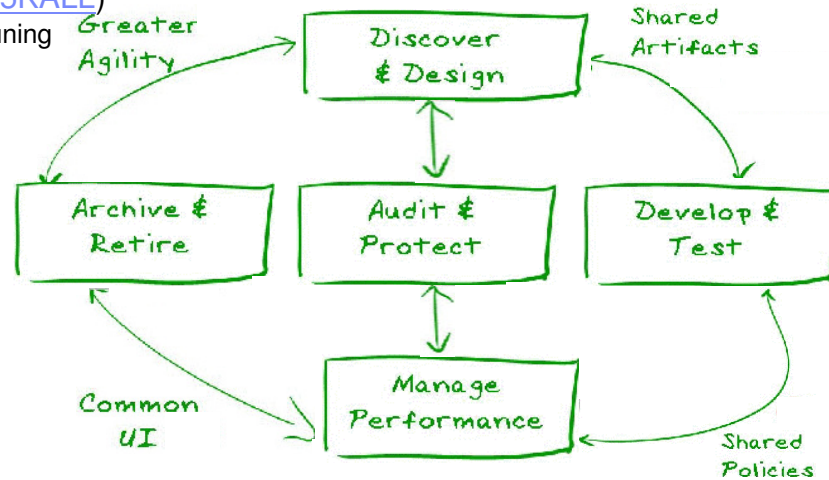 Greater
Agility
Discover
& Design
Shared
Artifacts
Archive &
Retire
Audit &
Protect
Develop &
Test
Common
UI
Manage
Performance
Shared
Policies